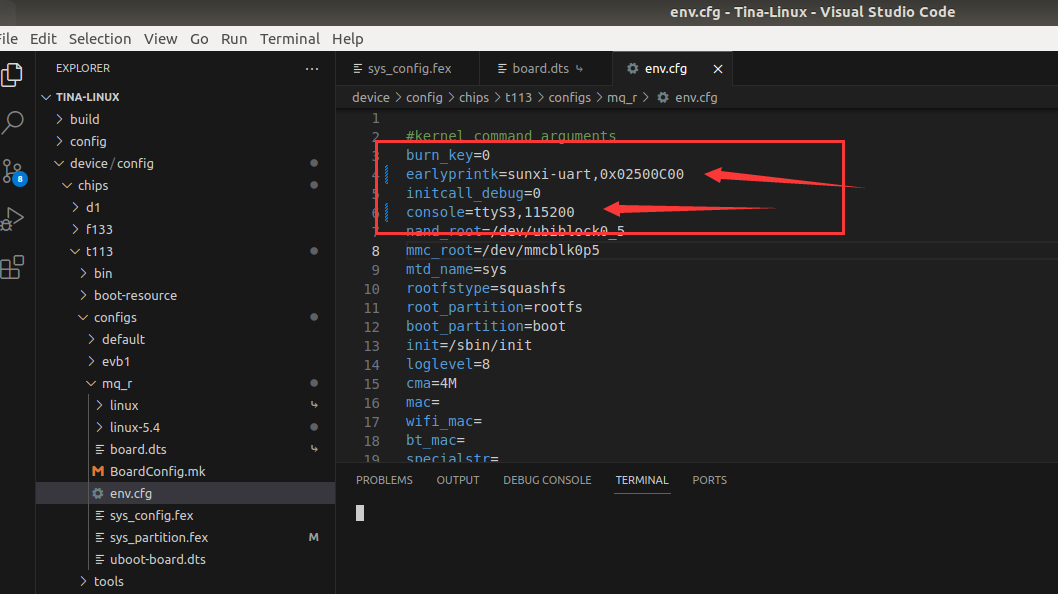 env.cfg - Tina-Linux - Visual Studio Code
File Edit Selection View Go Run Terminal Help
EXPLORER
TINA-LINUX
build
config
device/config
chips
d1
f133
t113
bin
boot-resource
configs
default
evb1
mq_r
linux
linux-5.4
board.dts
BoardConfig.mk
env.cfg
sys_config.fex
sys_partition.fex M
uboot-board.dts
tools
8
sys_config.fex board.dts env.cfg
device > config > chips > t113 > configs > mq_r > env.cfg
1
2 #kernel command arguments
3 burn_key=0
4 earlyprintk=sunxi-uart,0x02500C00
5 initcall_debug=0
6 console=ttyS3,115200
7 nand_root=/dev/ubiblock0_5
8 mmc_root=/dev/mmcblk0p5
9 mtd_name=sys
10 rootfstype=squashfs
11 root_partition=rootfs
12 boot_partition=boot
13 init=/sbin/init
14 loglevel=8
15 cma=4M
16 mac=
17 wifi_mac=
18 bt_mac=
19 specialstr=
PROBLEMS OUTPUT DEBUG CONSOLE TERMINAL PORTS